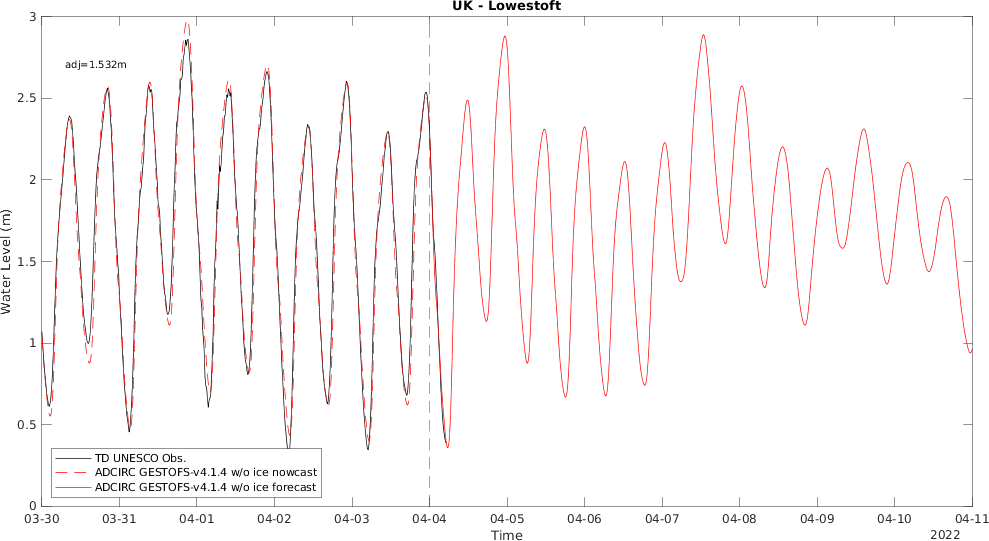 UK - Lowestoft
adj=1.532m
Water Level (m)
3
2.5
2
1.5
1
0.5
0
TD UNESCO Obs.
ADCIRC GESTOFS-v4.1.4 w/o ice nowcast
ADCIRC GESTOFS-v4.1.4 w/o ice forecast
03-30 03-31 04-01 04-02 04-03 04-04 04-05 04-06 04-07 04-08 04-09 04-10 04-11
Time
2022